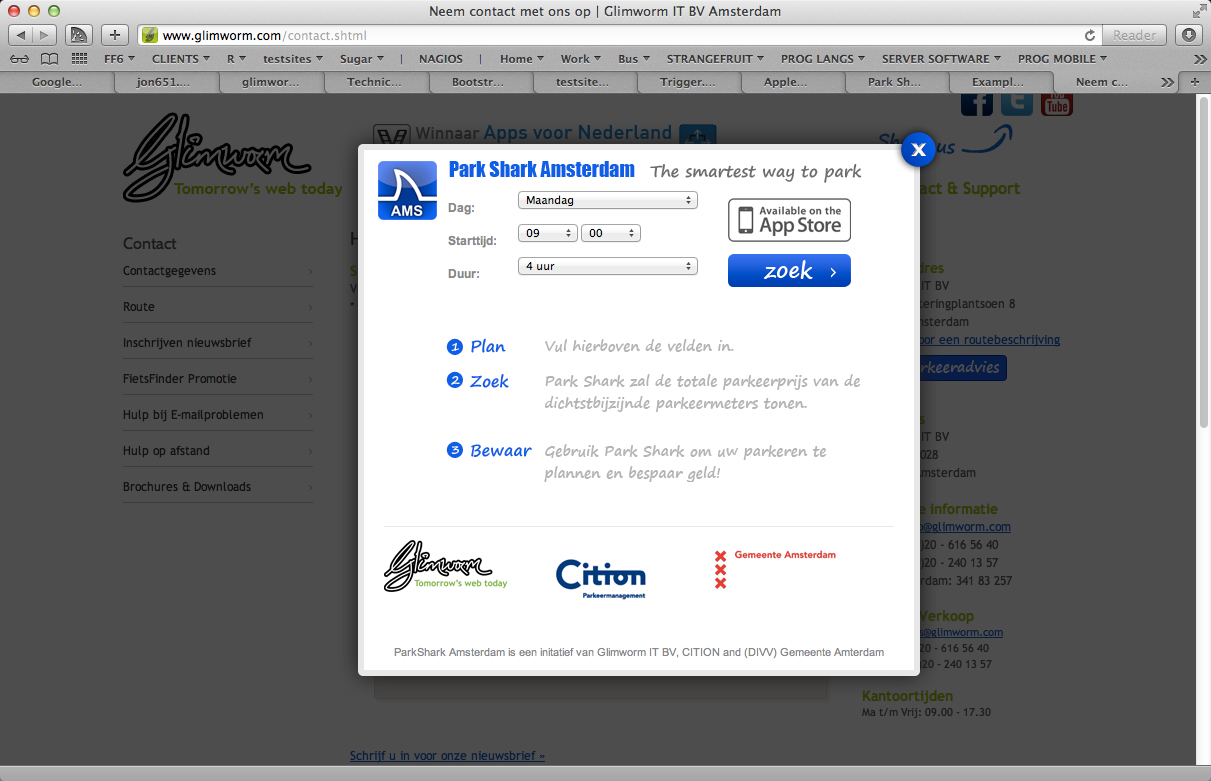 Neem contact met ons op | Glimworm IT BV Amsterdam
www.glimworm.com/contact.shtml
Reader
FF6 CLIENTS R testsites Sugar | NAGIOS | Home Work Bus STRANGEFRUIT PROG LANGS SERVER SOFTWARE PROG MOBILE
Google... jon651.... glimwor... Technic... Bootstr... testsite... Trigger.... Apple... Park Sh... Exampl... Neem c...
Glimworm
Tomorrow's web today
Winnaar Apps voor Nederland
Tube
Contact
Contactgegevens
Route
Inschrijven nieuwsbrief
FietsFinder Promotie
Hulp bij E-mailproblemen
Hulp op afstand
Brochures & Downloads
x
AMS
Park Shark Amsterdam The smartest way to park
Dag: Maandag
Starttijd: 09 00
Duur: 4 uur
Available on the
App Store
zoek ›
1 Plan Vul hierboven de velden in.
2 Zoek Park Shark zal de totale parkeerprijs van de
dichtstbijzijnde parkeermeters tonen.
3 Bewaar Gebruik Park Shark om uw parkeren te
plannen en bespaar geld!
Glimworm
Tomorrow's web today
Cition
Parkeermanagement
Gemeente Amsterdam
ParkShark Amsterdam is een initatief van Glimworm IT BV, CITION and (DIVV) Gemeente Amterdam
us
& Support
IT BV
eringplantsoen 8
msterdam
oor een routebeschrijving
rkeeradvies
IT BV
028
msterdam
e informatie
@glimworm.com
)20 - 616 56 40
)20 - 240 13 57
rdam: 341 83 257
Verkoop
@glimworm.com
20 - 616 56 40
20 - 240 13 57
Kantoortijden
Ma t/m Vrij: 09.00 - 17.30
Schrijf u in voor onze nieuwsbrief »